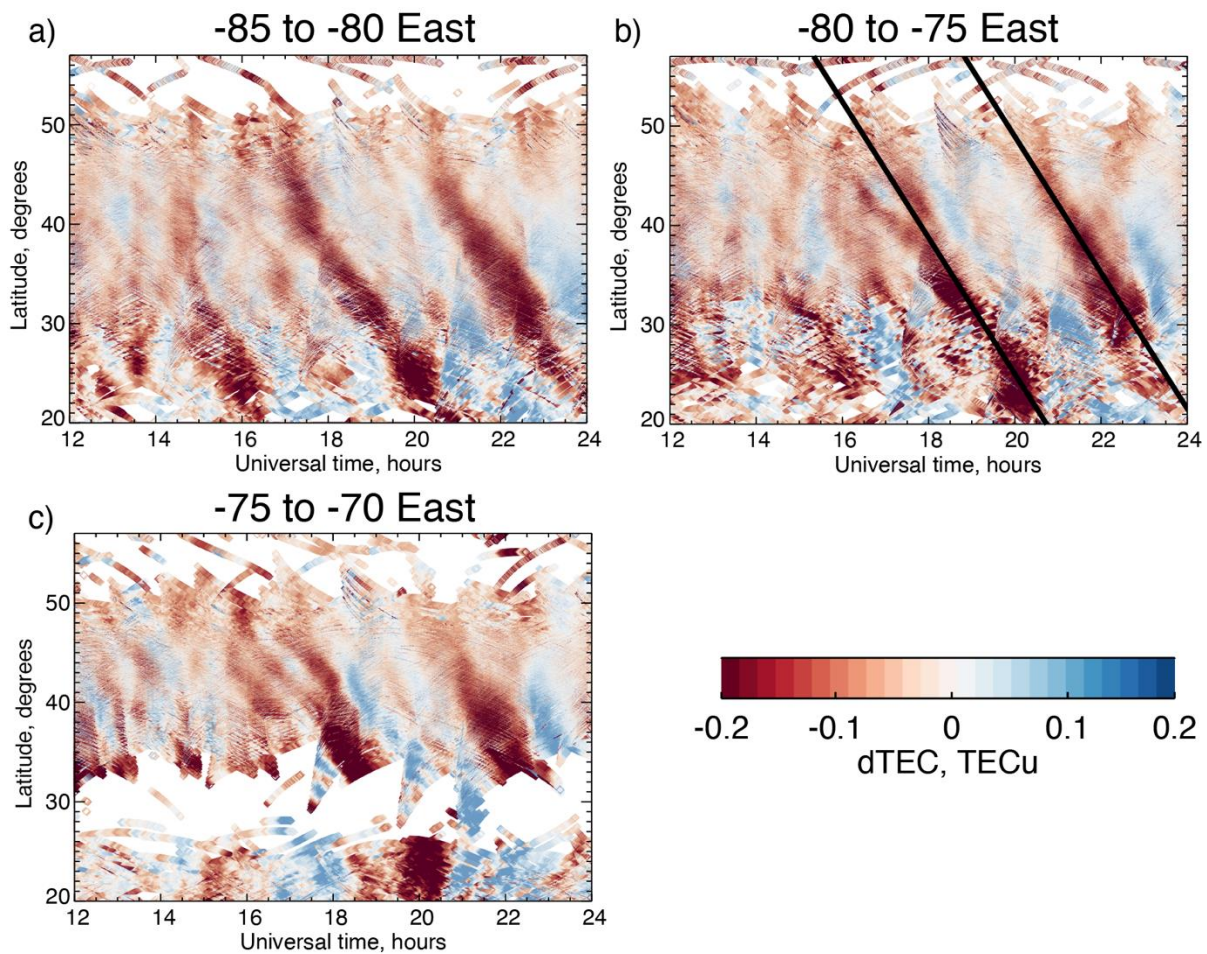 a)
-85 to -80 East
Latitude, degrees
50
40
30
20
12 14 16 18 20 22 24
Universal time, hours
b)
-80 to -75 East
Latitude, degrees
50
40
30
20
12 14 16 18 20 22 24
Universal time, hours
c)
-75 to -70 East
Latitude, degrees
50
40
30
20
12 14 16 18 20 22 24
Universal time, hours
-0.2 -0.1 0 0.1 0.2
dTEC, TECu